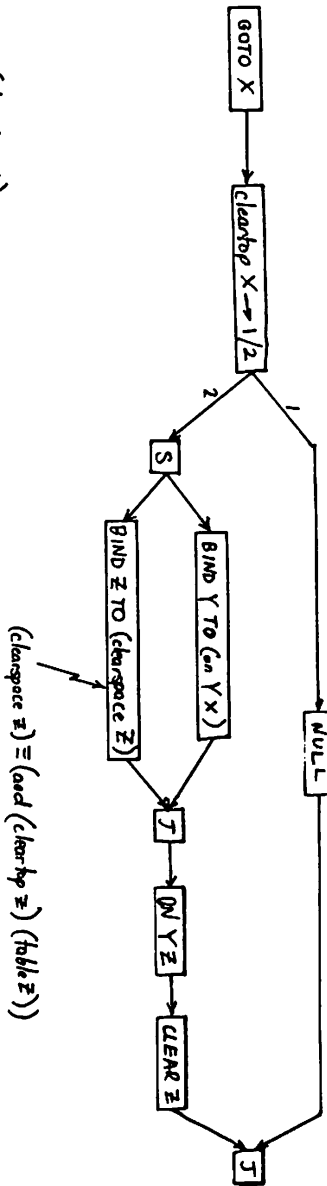 GOTO X
cleartop X → 1/2
1
2
NULL
S
BIND Y TO (on Y X)
BIND Z TO (clearspace Z)
J
ON Y Z
CLEAR Z
J
(clearspace Z) ≡ (and (cleartop Z) (table Z))